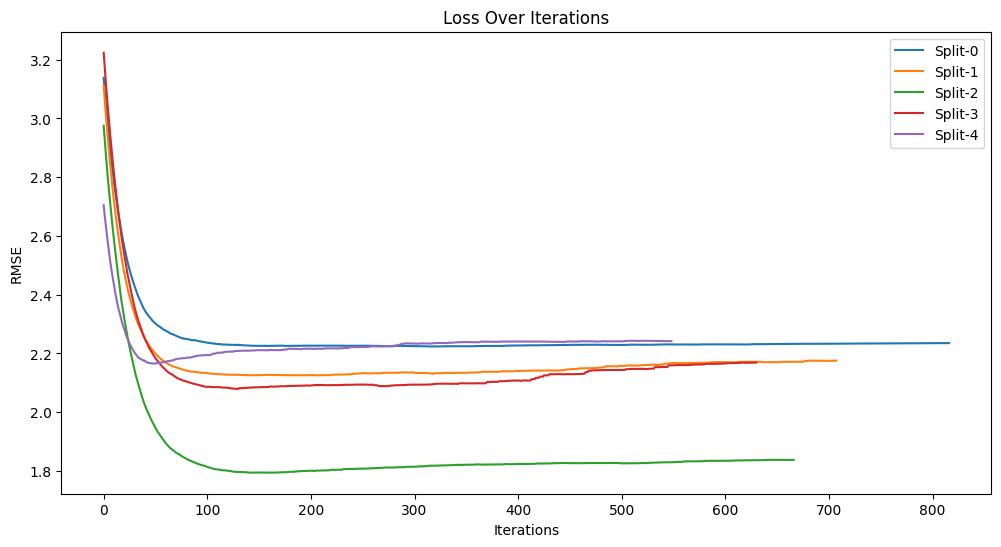 Loss Over Iterations
RMSE
3.2
3.0
2.8
2.6
2.4
2.2
2.0
1.8
Split-0
Split-1
Split-2
Split-3
Split-4
0 100 200 300 400 500 600 700 800
Iterations